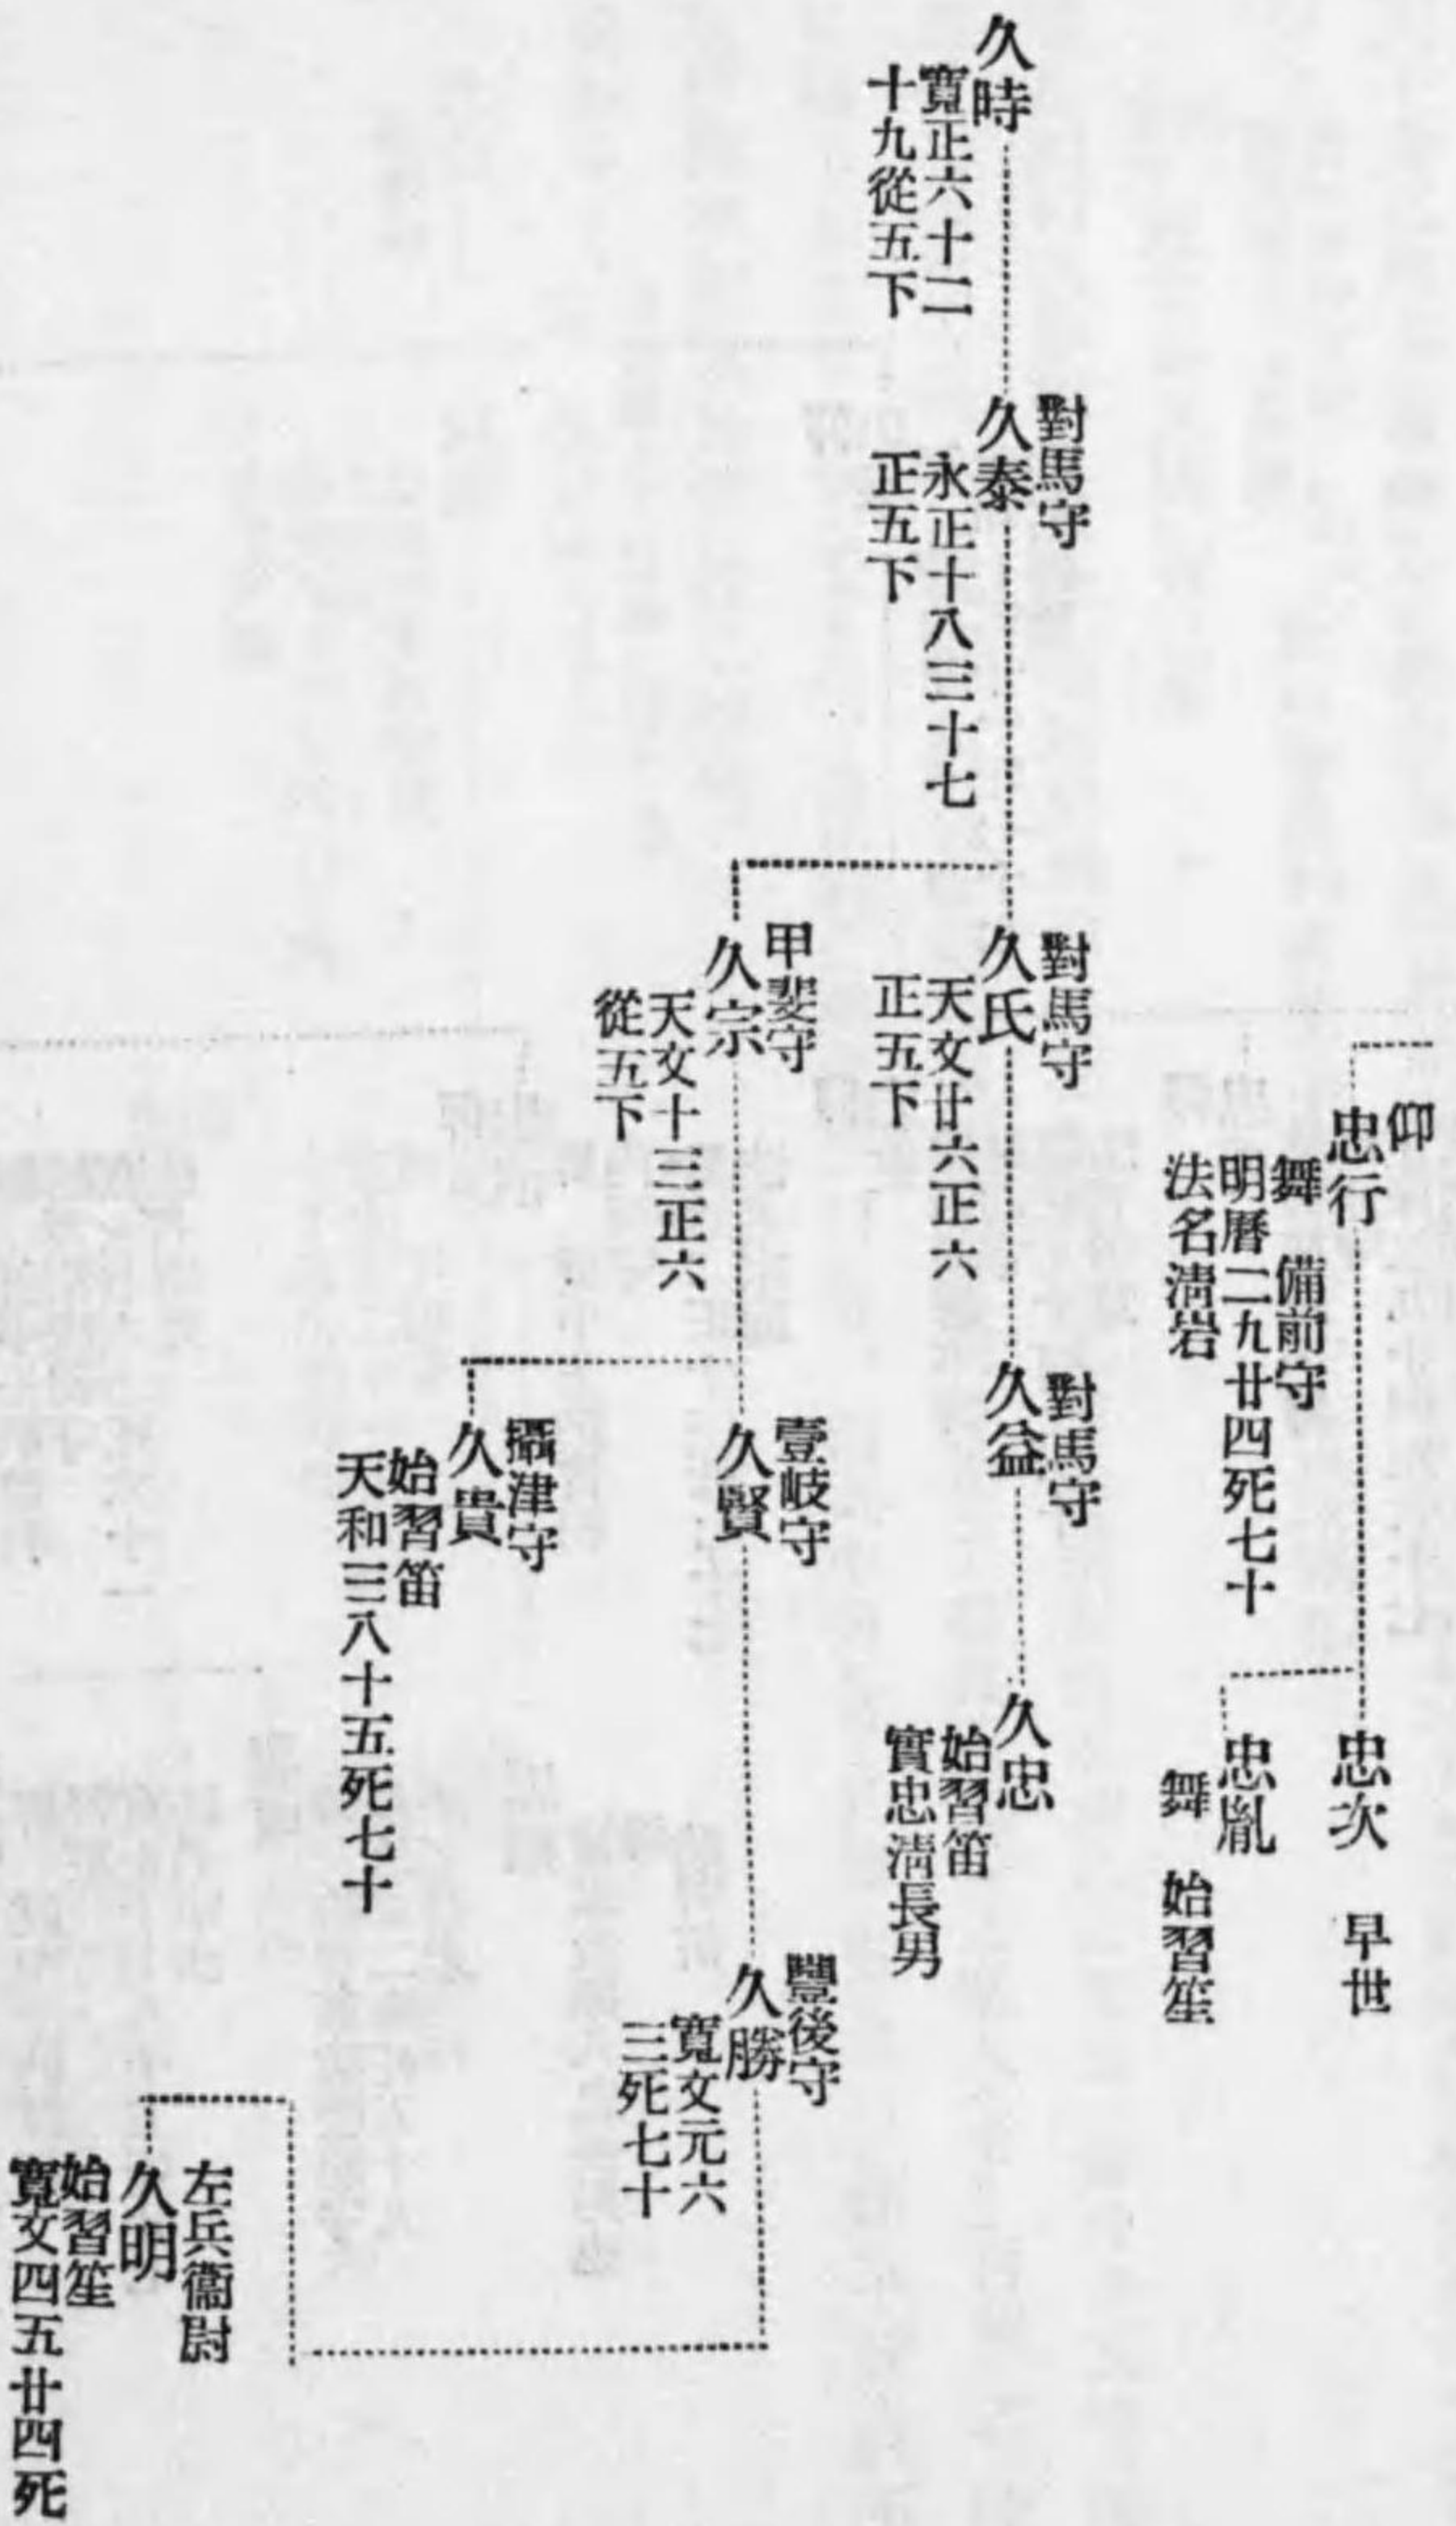 仰
忠行
舞　備前守
明曆二九廿四死七十
法名淸岩
忠次　早世
忠胤
舞　始習笙
久時
寬正六十二
十九從五下
對馬守
久泰
永正十八三十七
正五下
對馬守
久氏
天文廿六正六
正五下
對馬守
久益
久忠
始習笛
實忠淸長男
甲斐守
久宗
天文十三正六
從五下
壹岐守
久賢
豐後守
久勝
寬文元六
三死七十
攝津守
久貴
始習笛
天和三八十五死七十
左兵衞尉
久明
始習笙
寬文四五廿四死